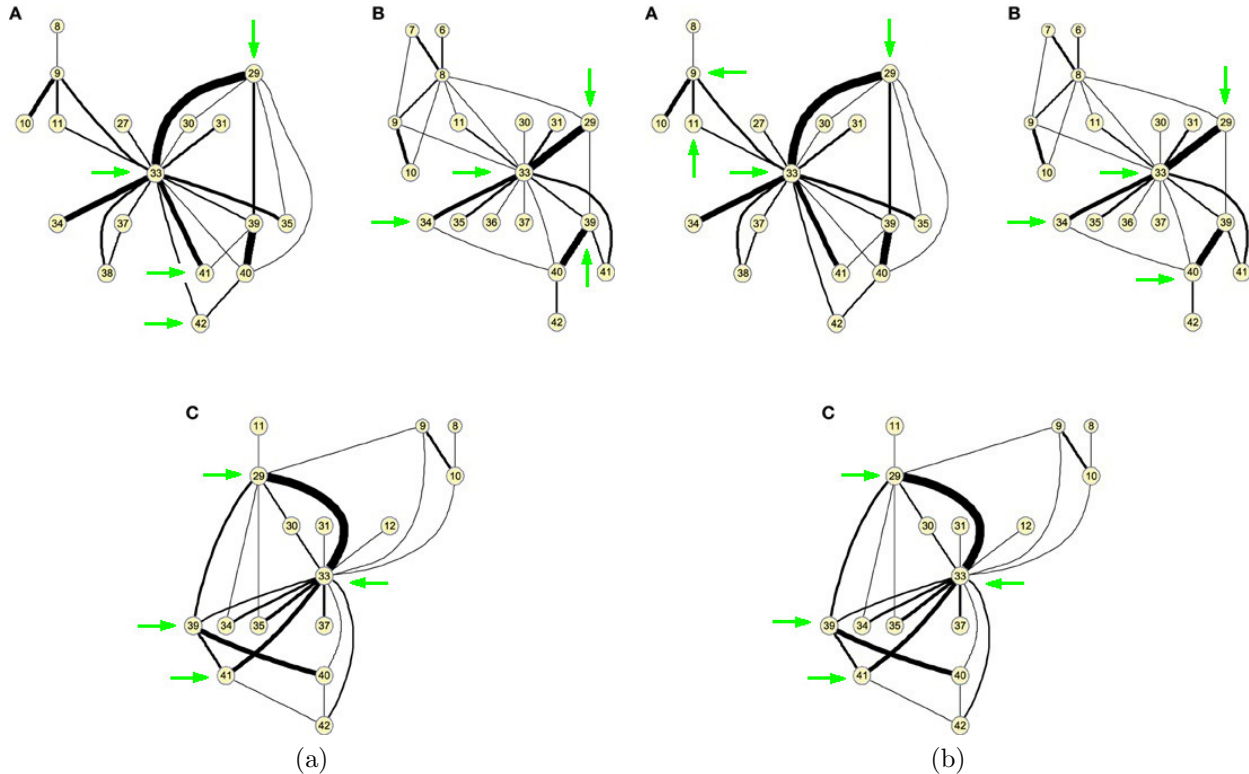 A B A B
8 7 6 8 7 6
9 29 8 9 29 8
10 11 27 30 31 9 11 30 31 29 10 11 27 30 31 9 11 30 31 29
33 10 33 33 10 33
34 37 39 35 34 35 36 37 39 34 37 39 35 34 35 36 37 39
38 41 40 40 41 38 41 40 40 41
42 42 42 42
C C
11 9 8 11 9 8
29 10 29 10
30 31 12 30 31 12
33 33
39 34 35 37 39 34 35 37
41 40 41 40
42 42
(a) (b)